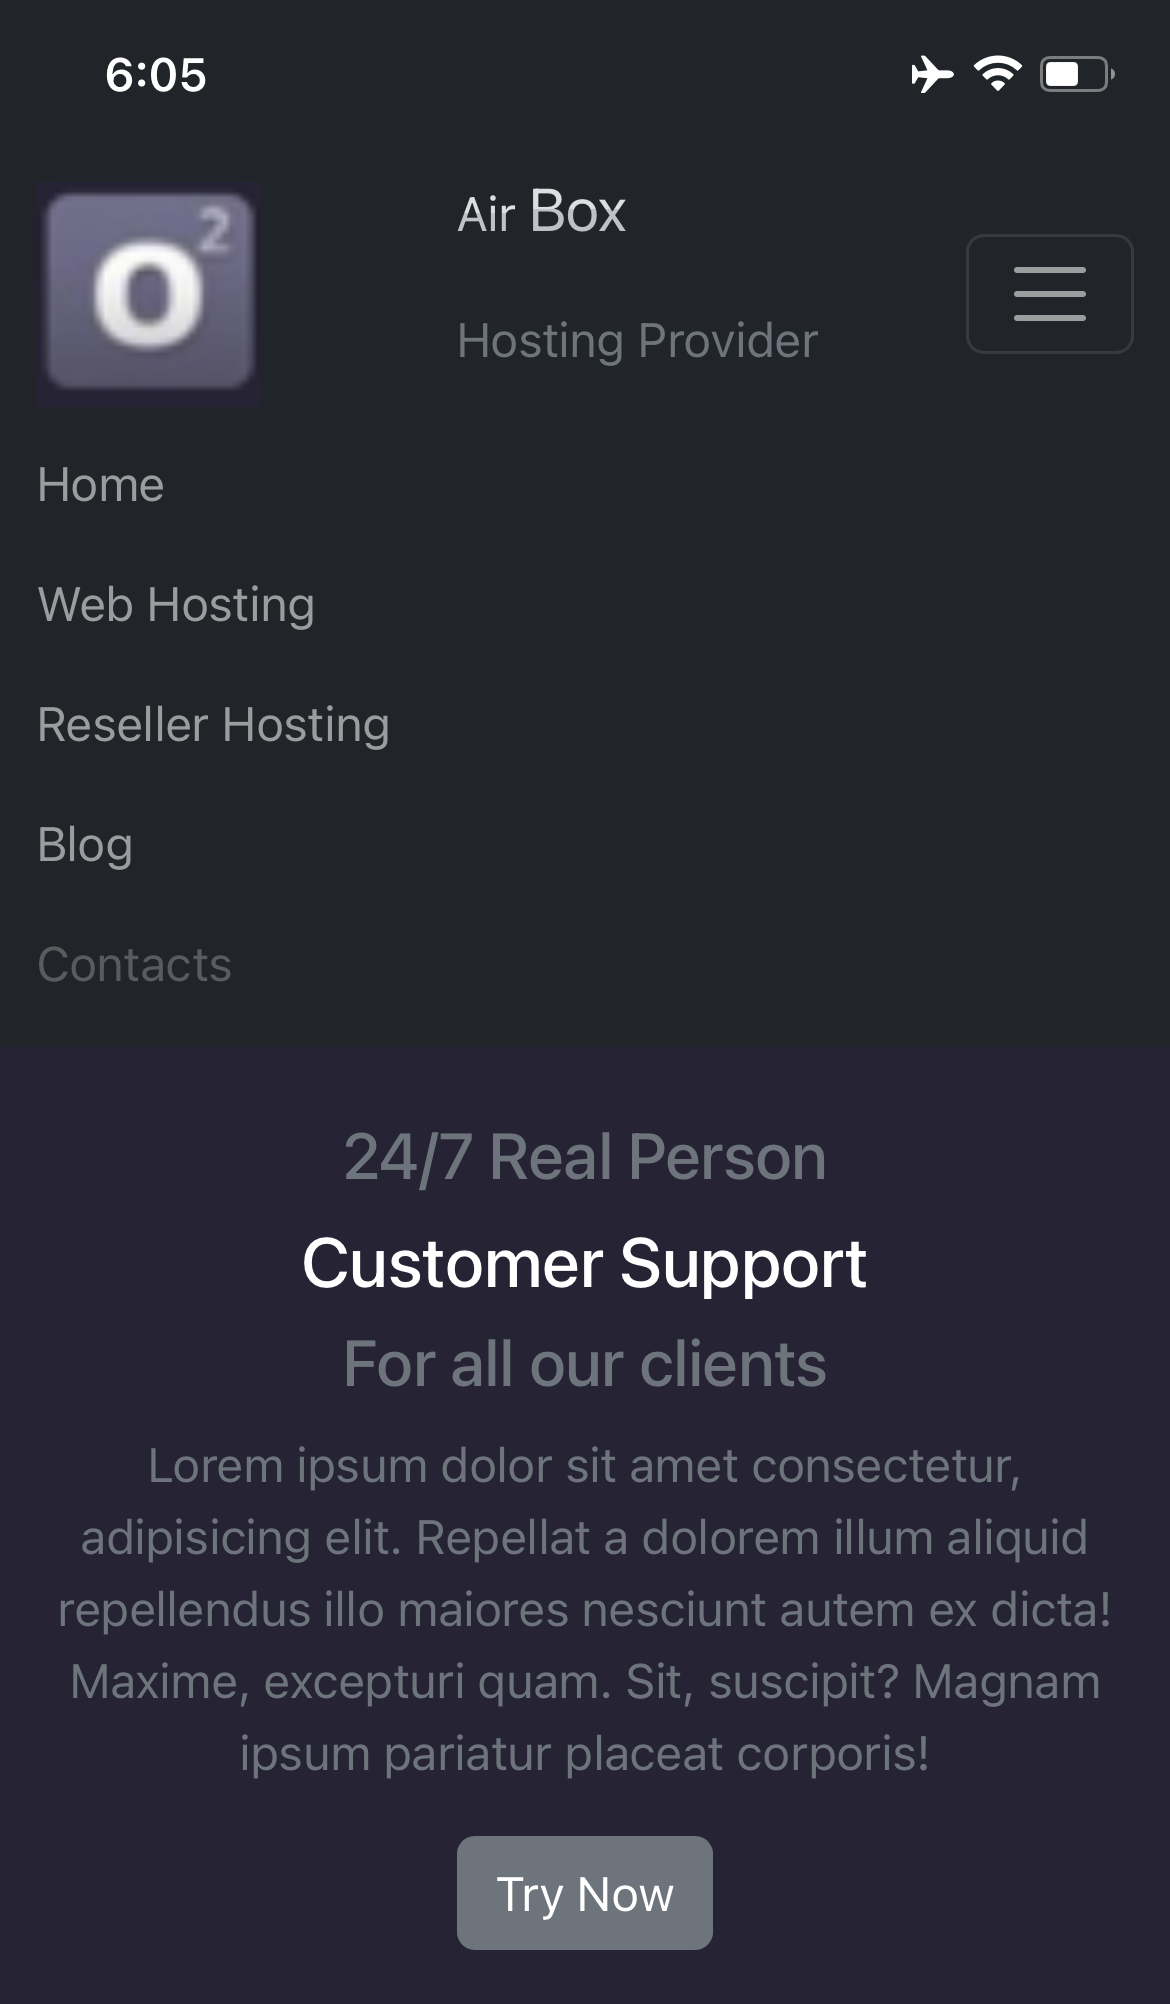 6:05
O²
Air Box
Hosting Provider
Home
Web Hosting
Reseller Hosting
Blog
Contacts
24/7 Real Person
Customer Support
For all our clients
Lorem ipsum dolor sit amet consectetur,
adipisicing elit. Repellat a dolorem illum aliquid
repellendus illo maiores nesciunt autem ex dicta!
Maxime, excepturi quam. Sit, suscipit? Magnam
ipsum pariatur placeat corporis!
Try Now